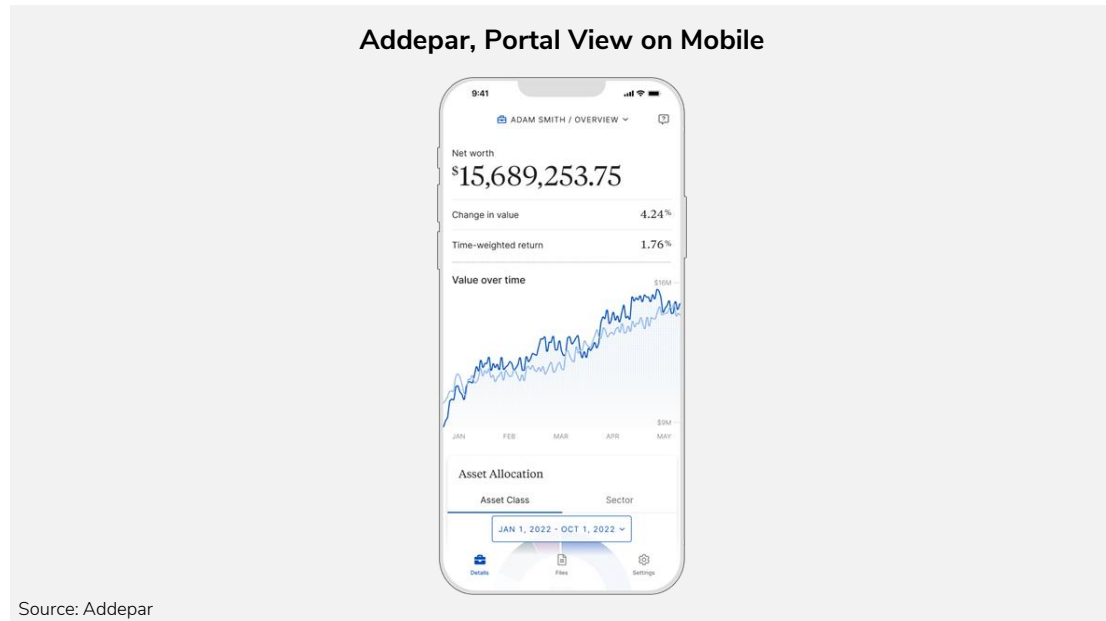 Addepar, Portal View on Mobile
9:41
ADAM SMITH / OVERVIEW
Net worth
$15,689,253.75
Change in value 4.24%
Time-weighted return 1.76%
Value over time
$16M
$9M
JAN FEB MAR APR MAY
Asset Allocation
Asset Class Sector
JAN 1, 2022 - OCT 1, 2022
Details Files Settings
Source: Addepar